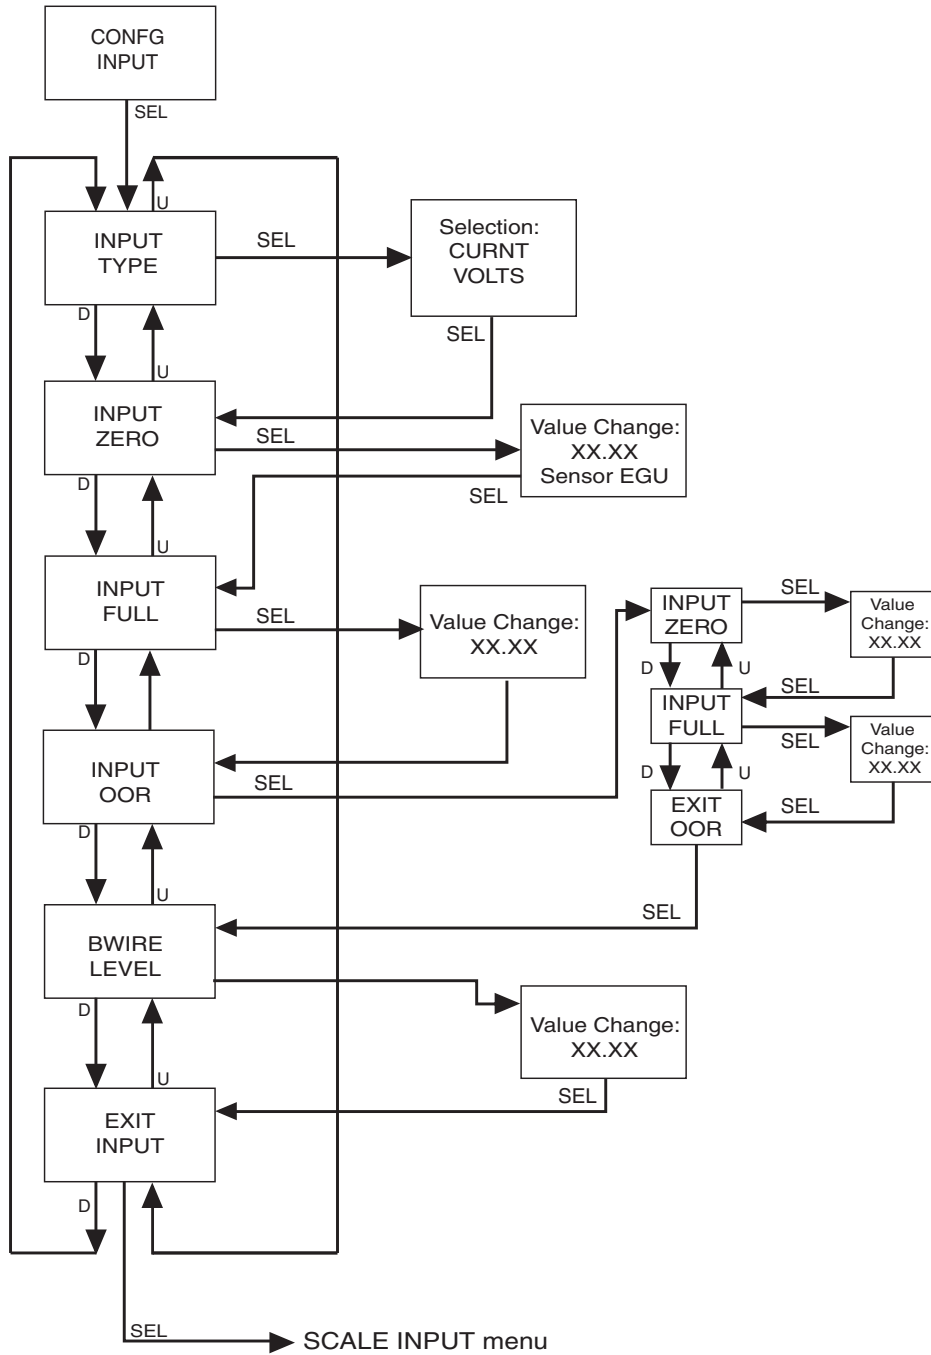 CONFG
INPUT
SEL
U
INPUT
TYPE
SEL
Selection:
CURNT
VOLTS
D
U
SEL
INPUT
ZERO
SEL
Value Change:
XX.XX
Sensor EGU
D
U
SEL
INPUT
FULL
SEL
Value Change:
XX.XX
D
INPUT
OOR
SEL
INPUT
ZERO
SEL
Value
Change:
XX.XX
D
U
SEL
INPUT
FULL
SEL
Value
Change:
XX.XX
D
U
SEL
EXIT
OOR
SEL
D
U
BWIRE
LEVEL
Value Change:
XX.XX
D
U
SEL
EXIT
INPUT
D
SEL
SCALE INPUT menu